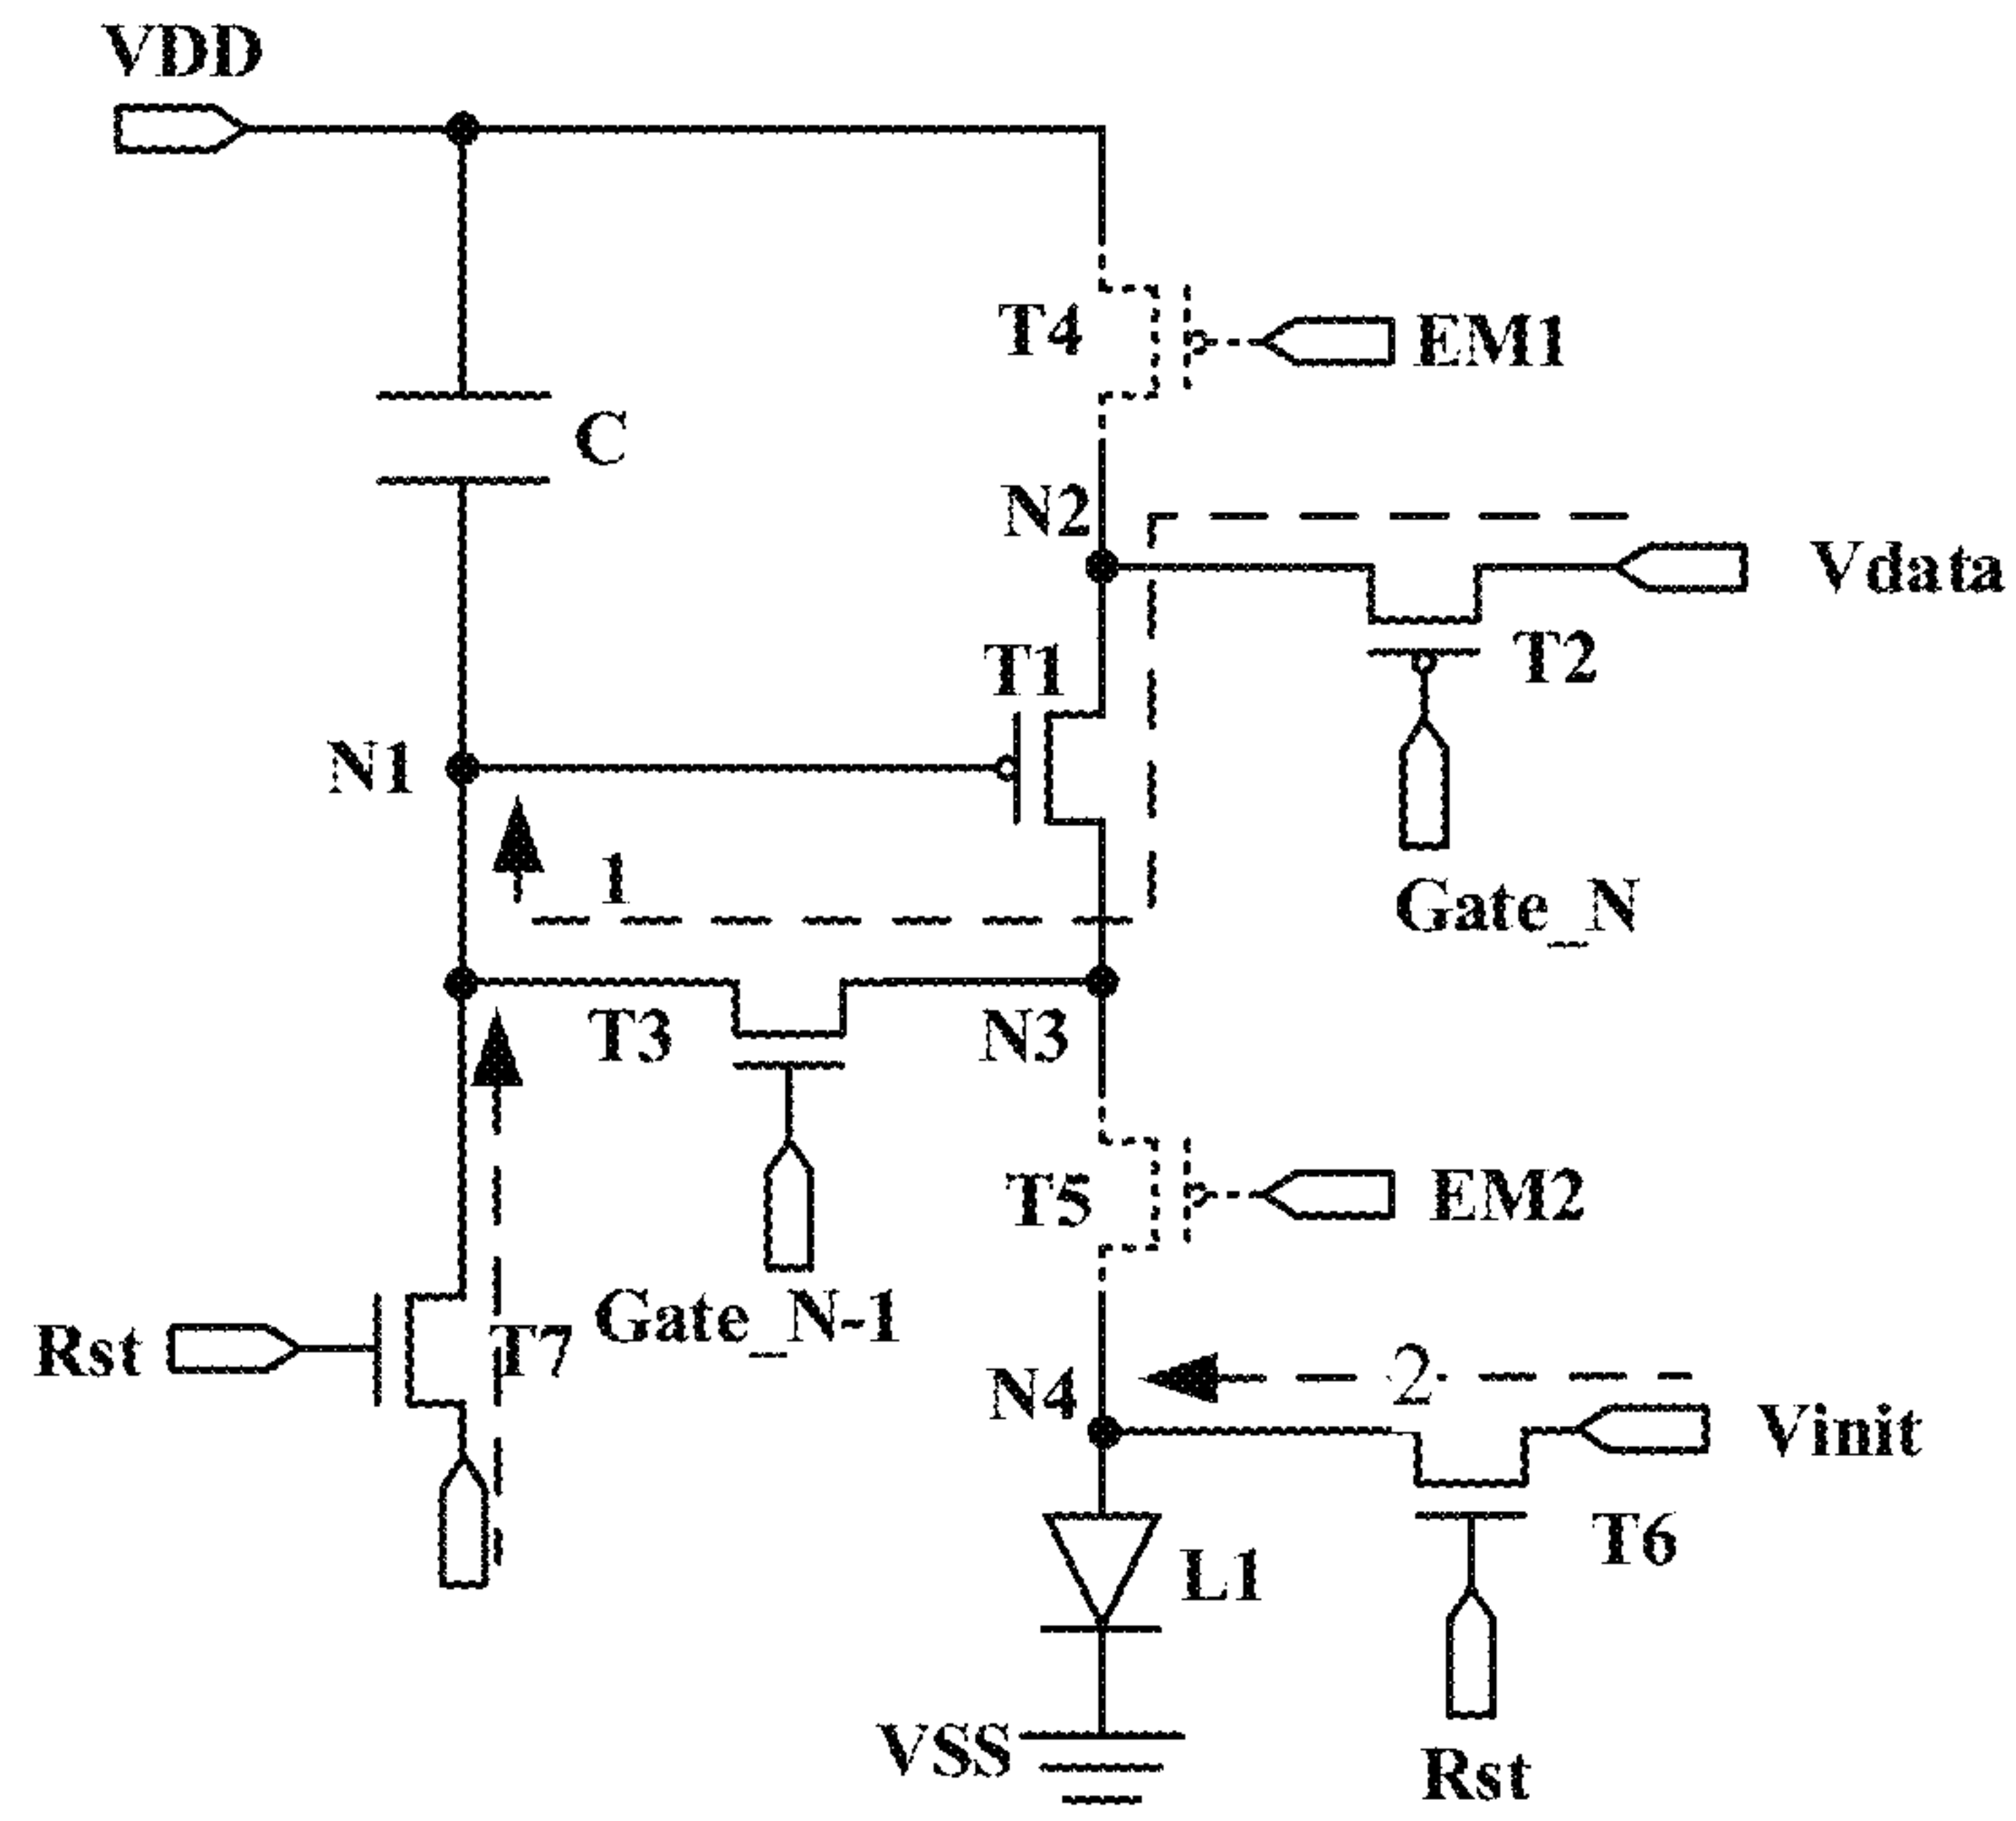 VDD
T4
EM1
C
N2
Vdata
T1
T2
N1
1
Gate_N
T3
N3
T5
EM2
Gate_N-1
Rst
T7
N4
2
Vinit
L1
T6
VSS
Rst